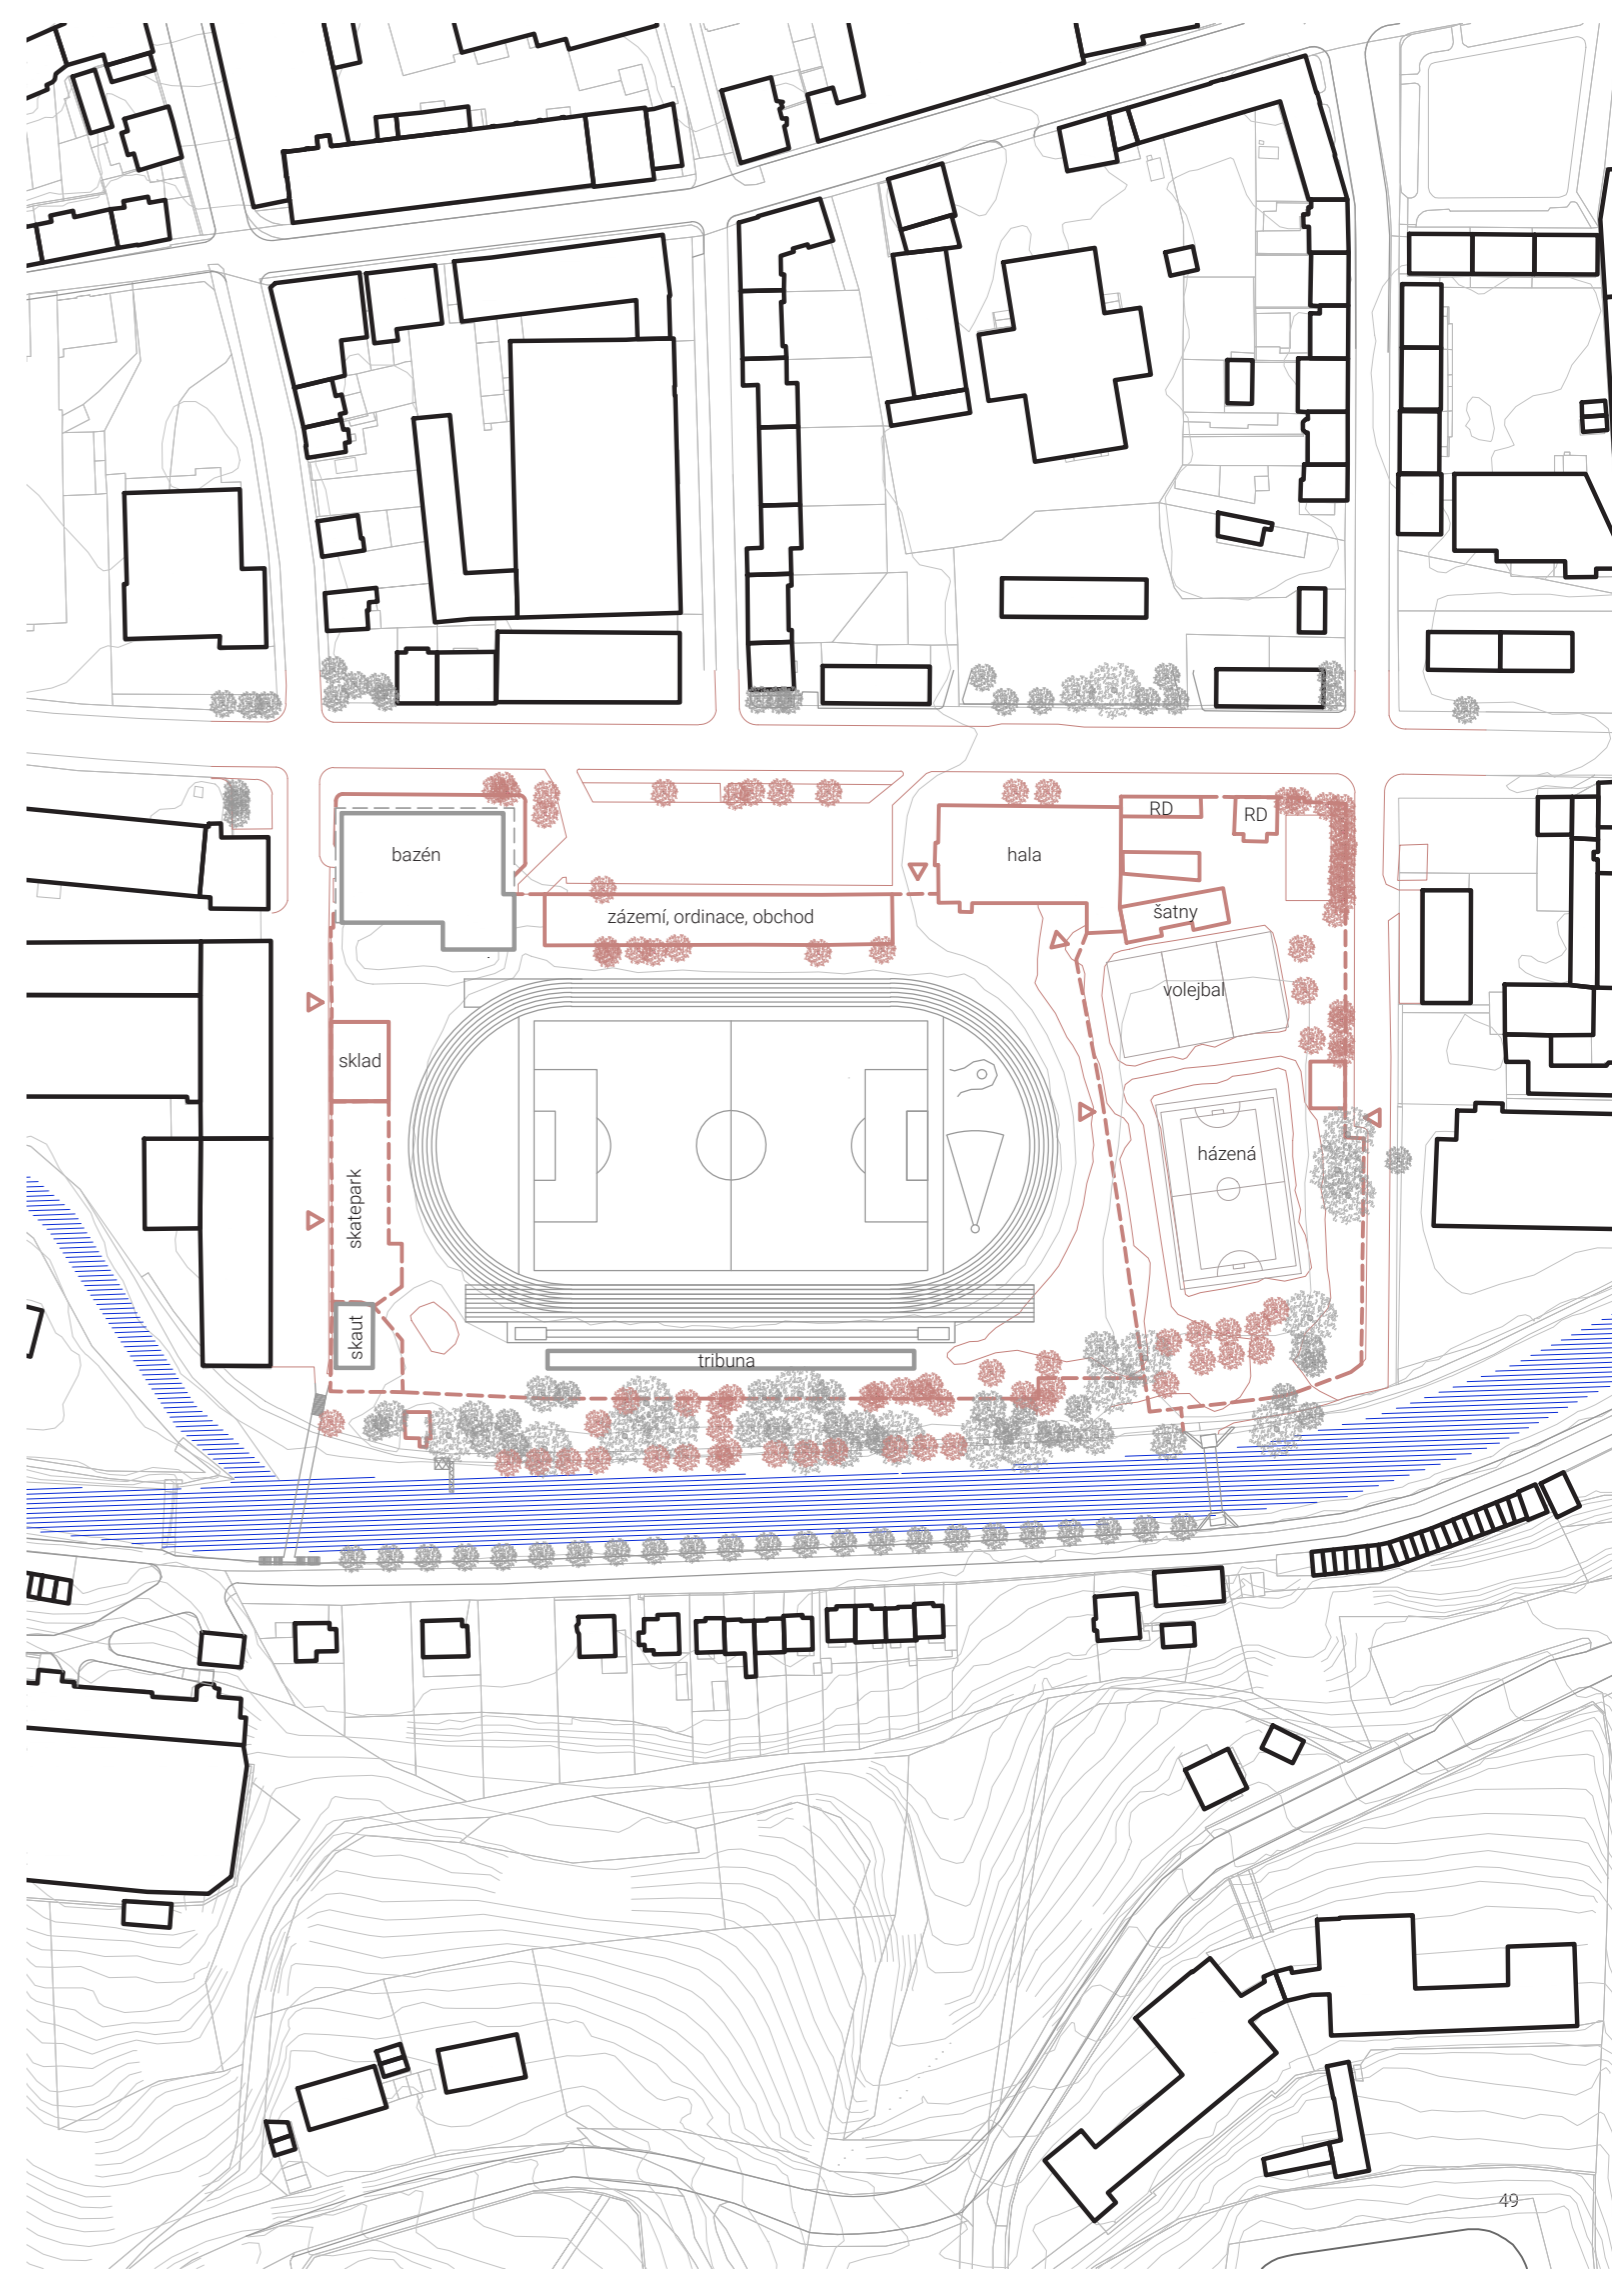 RD
RD
bazén
hala
zázemí, ordinace, obchod
šatny
volejbal
sklad
házená
skatepark
skaut
tribuna
49